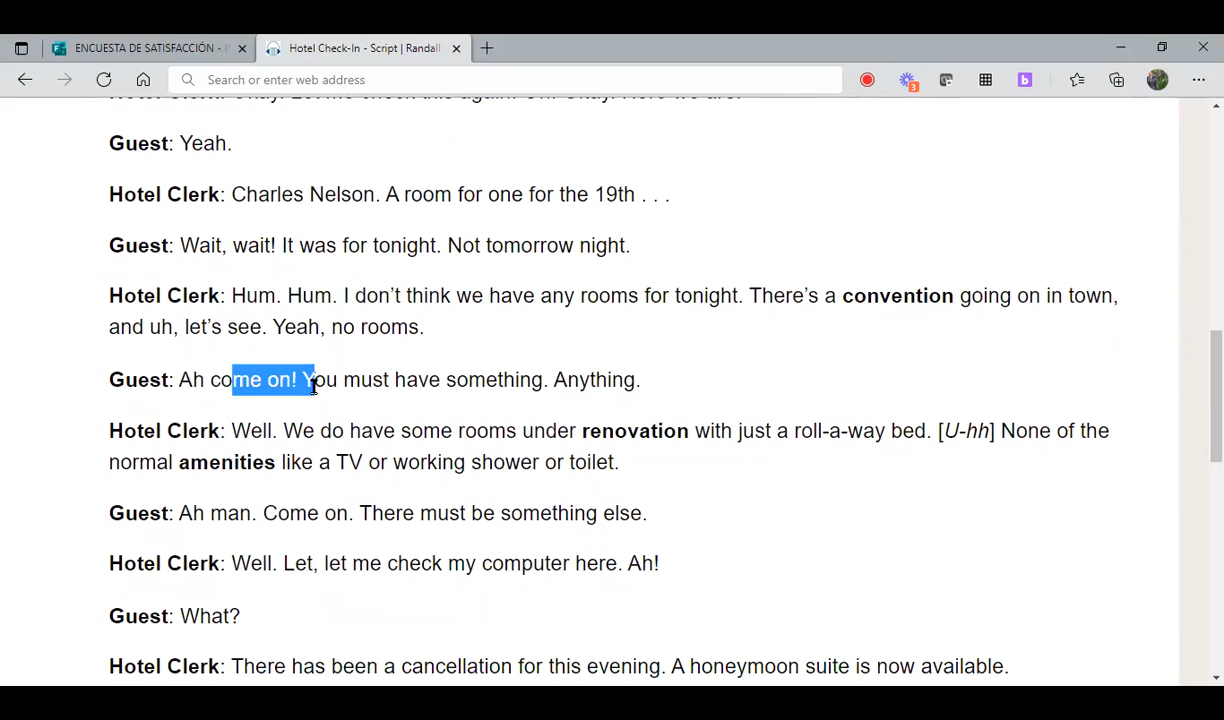 ENCUESTA DE SATISFACCIÓN - I
Hotel Check-In - Script | Randall
Search or enter web address
3
b
Guest: Yeah.
Hotel Clerk: Charles Nelson. A room for one for the 19th . . .
Guest: Wait, wait! It was for tonight. Not tomorrow night.
Hotel Clerk: Hum. Hum. I don’t think we have any rooms for tonight. There’s a convention going on in town,
and uh, let’s see. Yeah, no rooms.
Guest: Ah come on! You must have something. Anything.
Hotel Clerk: Well. We do have some rooms under renovation with just a roll-a-way bed. [U-hh] None of the
normal amenities like a TV or working shower or toilet.
Guest: Ah man. Come on. There must be something else.
Hotel Clerk: Well. Let, let me check my computer here. Ah!
Guest: What?
Hotel Clerk: There has been a cancellation for this evening. A honeymoon suite is now available.